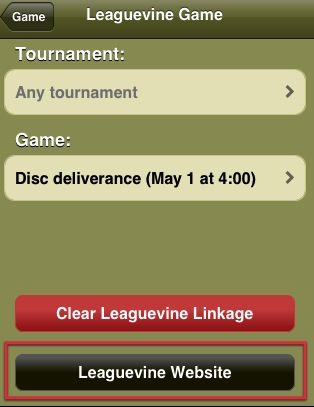 Game
Leaguevine Game
Tournament:
Any tournament
Game:
Disc deliverance (May 1 at 4:00)
Clear Leaguevine Linkage
Leaguevine Website